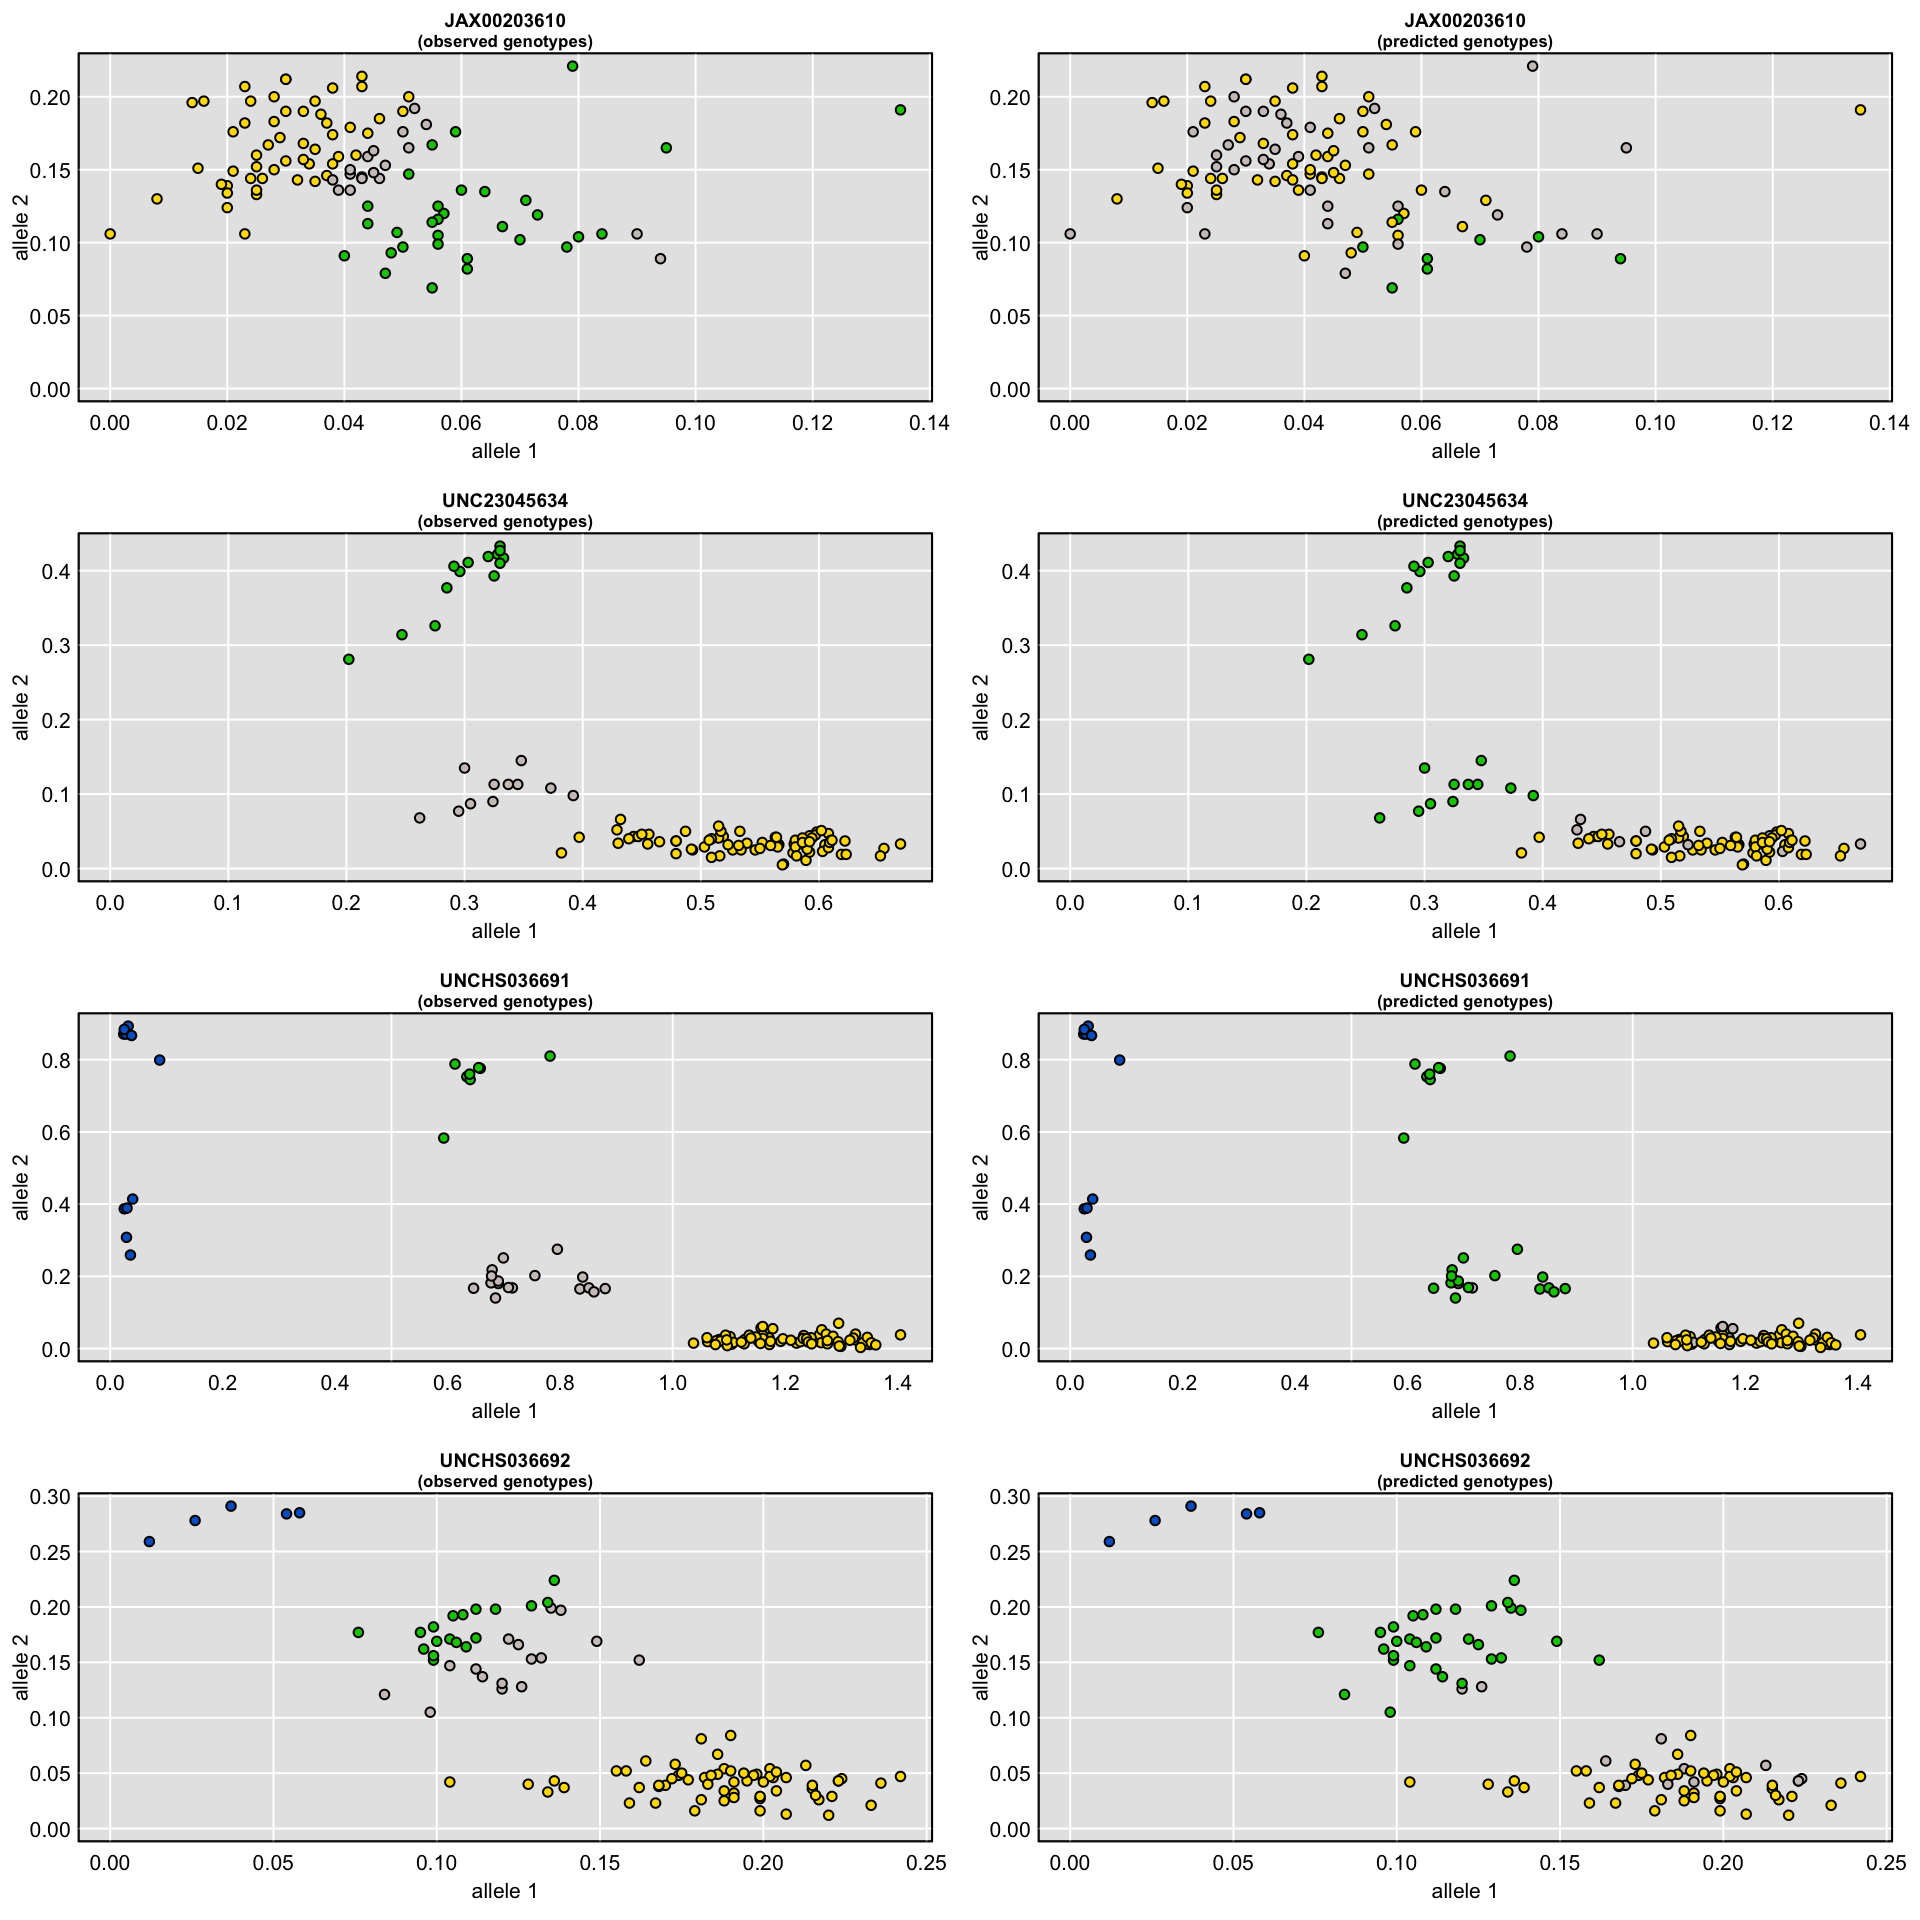 JAX00203610
(observed genotypes)
allele 2
0.20
0.15
0.10
0.05
0.00
0.00 0.02 0.04 0.06 0.08 0.10 0.12 0.14
allele 1
JAX00203610
(predicted genotypes)
allele 2
0.20
0.15
0.10
0.05
0.00
0.00 0.02 0.04 0.06 0.08 0.10 0.12 0.14
allele 1
UNC23045634
(observed genotypes)
allele 2
0.4
0.3
0.2
0.1
0.0
0.0 0.1 0.2 0.3 0.4 0.5 0.6
allele 1
UNC23045634
(predicted genotypes)
allele 2
0.4
0.3
0.2
0.1
0.0
0.0 0.1 0.2 0.3 0.4 0.5 0.6
allele 1
UNCHS036691
(observed genotypes)
allele 2
0.8
0.6
0.4
0.2
0.0
0.0 0.2 0.4 0.6 0.8 1.0 1.2 1.4
allele 1
UNCHS036691
(predicted genotypes)
allele 2
0.8
0.6
0.4
0.2
0.0
0.0 0.2 0.4 0.6 0.8 1.0 1.2 1.4
allele 1
UNCHS036692
(observed genotypes)
allele 2
0.30
0.25
0.20
0.15
0.10
0.05
0.00
0.00 0.05 0.10 0.15 0.20 0.25
allele 1
UNCHS036692
(predicted genotypes)
allele 2
0.30
0.25
0.20
0.15
0.10
0.05
0.00
0.00 0.05 0.10 0.15 0.20 0.25
allele 1